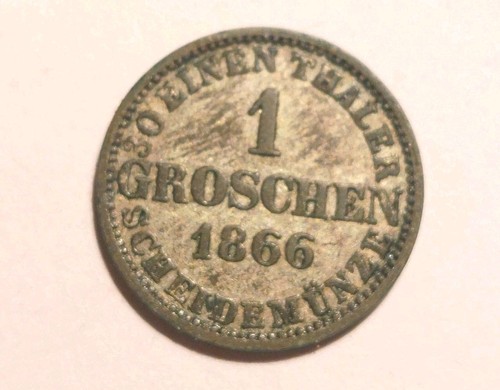 30 EINEN THALER
1
GROSCHEN
1866
SCHEIDEMÜNZE